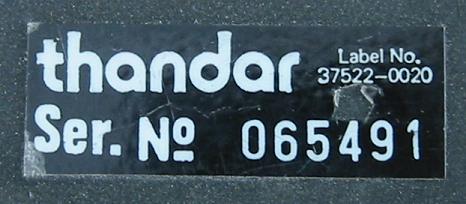 thandar
Label No.
37522-0020
Ser. Nº 065491